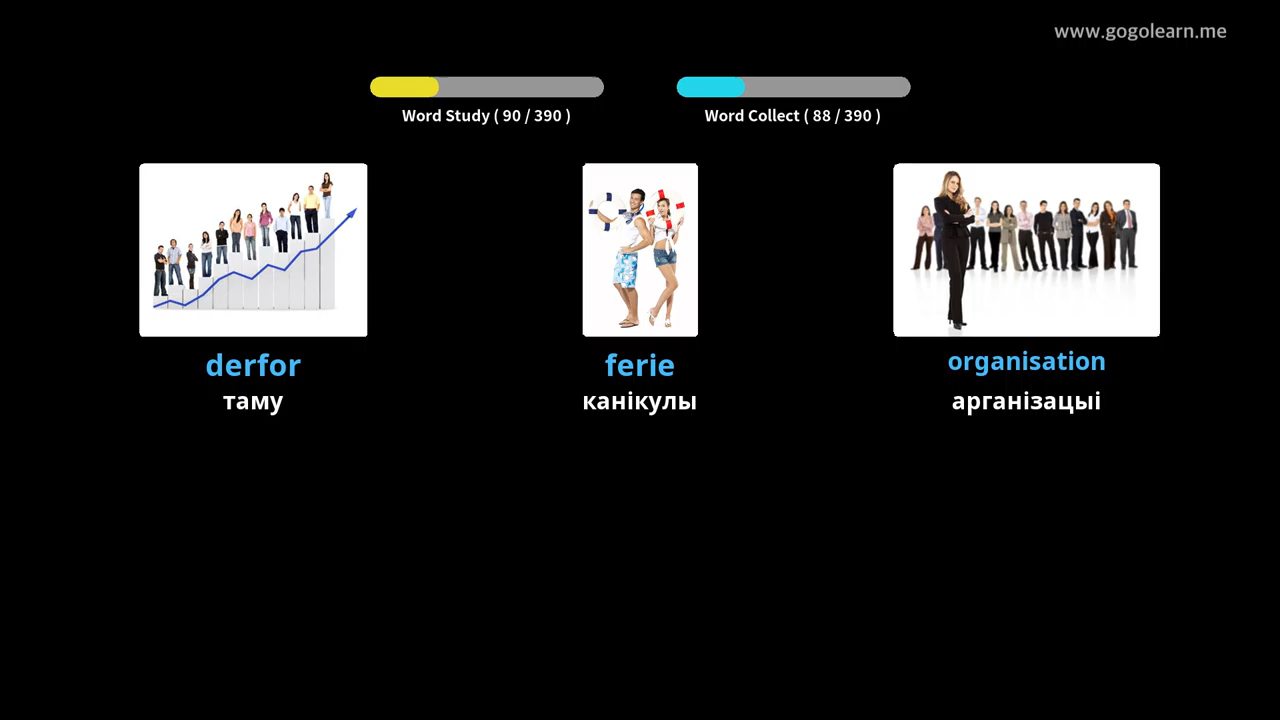 www.gogolearn.me
Word Study ( 90 / 390 )
Word Collect ( 88 / 390 )
derfor
таму
ferie
канікулы
organisation
арганізацыі